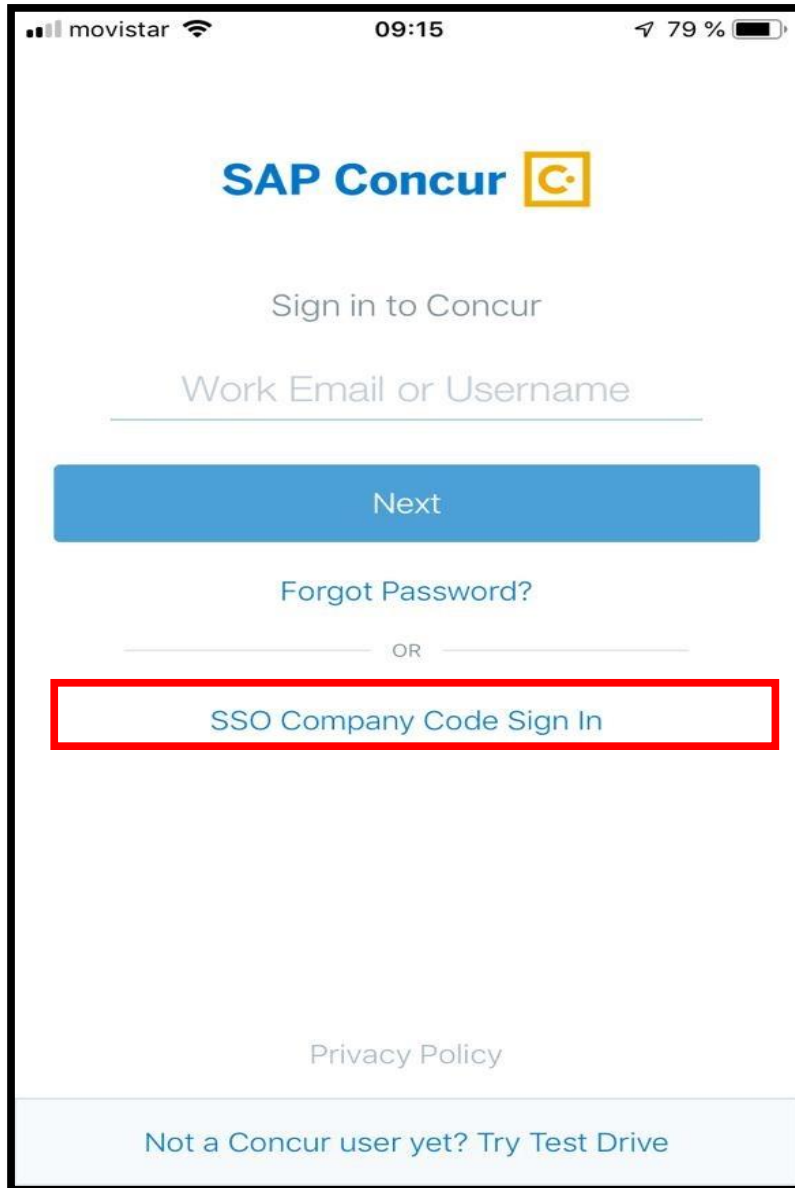 movistar 09:15 79 %
SAP Concur C
Sign in to Concur
Work Email or Username
Next
Forgot Password?
OR
SSO Company Code Sign In
Privacy Policy
Not a Concur user yet? Try Test Drive